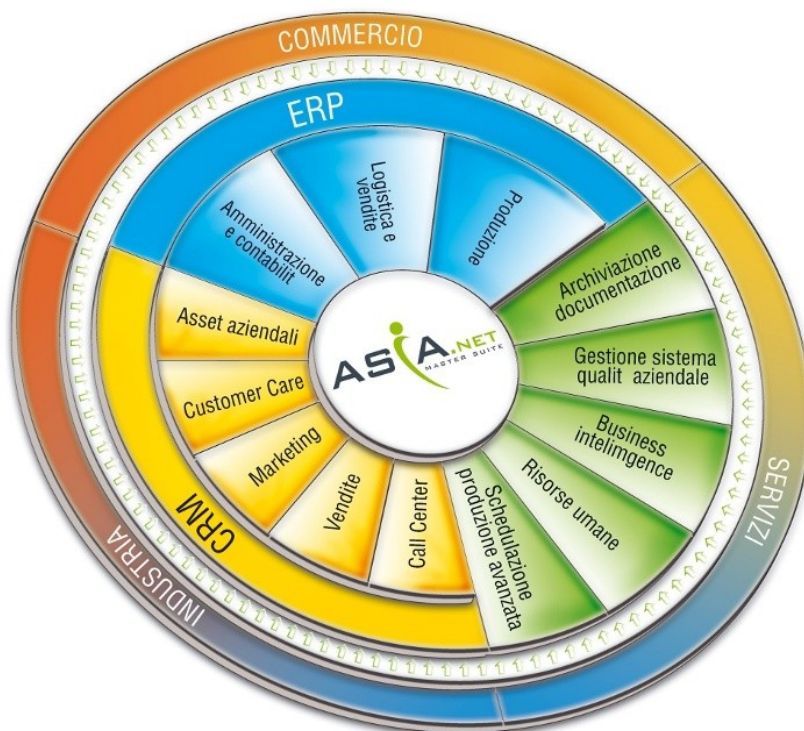 COMMERCIO
ERP
Logistica e
vendite
Produzione
Amministrazione
e contabilit
Archiviazione
documentazione
Asset aziendali
ASiA.NET
MASTER SUITE
Gestione sistema
qualit aziendale
Customer Care
Business
intelimgence
Marketing
Risorse umane
Vendite
Call Center
Schedulazione
produzione avanzata
CRM
SERVIZI
INDUSTRIA